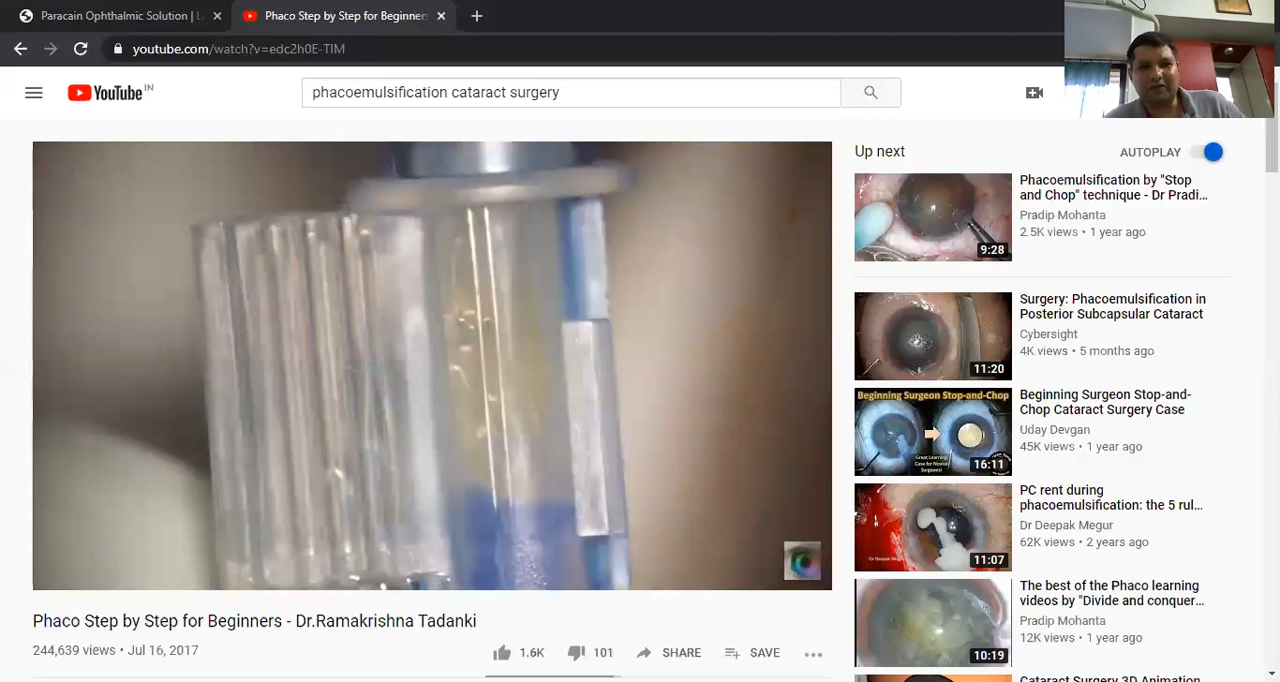 Paracain Ophthalmic Solution |
Phaco Step by Step for Beginner
youtube.com/watch?v=edc2h0E-TIM
YouTube IN
phacoemulsification cataract surgery
Up next
AUTOPLAY
Phacoemulsification by "Stop
and Chop" technique - Dr Pradi...
Pradip Mohanta
2.5K views • 1 year ago
9:28
Surgery: Phacoemulsification in
Posterior Subcapsular Cataract
Cybersight
4K views • 5 months ago
11:20
Beginning Surgeon Stop-and-Chop
Great Learning
Case for Novice
Surgeons!
16:11
Beginning Surgeon Stop-and-
Chop Cataract Surgery Case
Uday Devgan
45K views • 1 year ago
PC rent during
phacoemulsification: the 5 rul...
Dr Deepak Megur
62K views • 2 years ago
11:07
The best of the Phaco learning
videos by "Divide and conquer...
Pradip Mohanta
12K views • 1 year ago
10:19
Cataract Surgery 3D Animation
Phaco Step by Step for Beginners - Dr.Ramakrishna Tadanki
244,639 views • Jul 16, 2017
1.6K
101
SHARE
SAVE